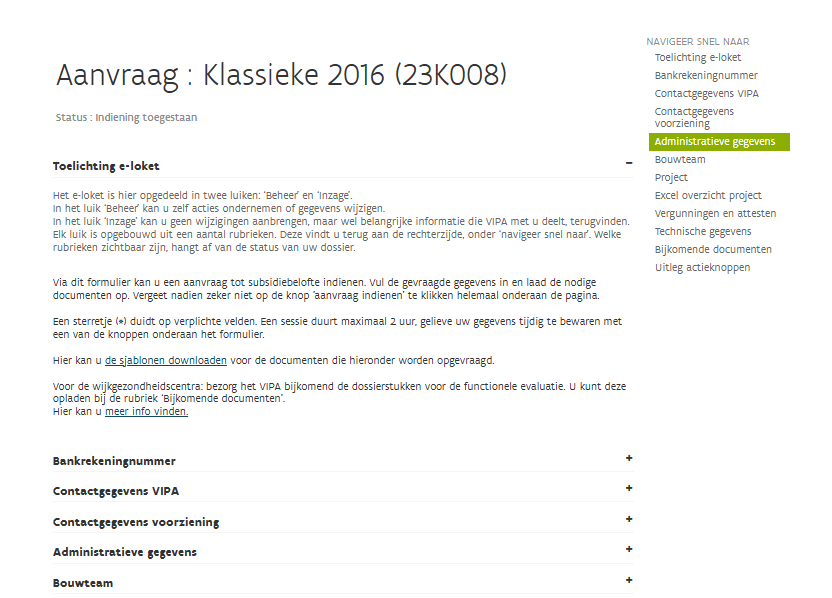 Aanvraag : Klassieke 2016 (23K008)
Status : Indiening toegestaan
Toelichting e-loket
Het e-loket is hier opgedeeld in twee luiken: 'Beheer' en 'Inzage'.
In het luik 'Beheer' kan u zelf acties ondernemen of gegevens wijzigen.
In het luik 'Inzage' kan u geen wijzigingen aanbrengen, maar wel belangrijke informatie die VIPA met u deelt, terugvinden.
Elk luik is opgebouwd uit een aantal rubrieken. Deze vindt u terug aan de rechterzijde, onder 'navigeer snel naar'. Welke
rubrieken zichtbaar zijn, hangt af van de status van uw dossier.
Via dit formulier kan u een aanvraag tot subsidiebelofte indienen. Vul de gevraagde gegevens in en laad de nodige
documenten op. Vergeet nadien zeker niet op de knop 'aanvraag indienen' te klikken helemaal onderaan de pagina.
Een sterretje (*) duidt op verplichte velden. Een sessie duurt maximaal 2 uur, gelieve uw gegevens tijdig te bewaren met
een van de knoppen onderaan het formulier.
Hier kan u de sjablonen downloaden voor de documenten die hieronder worden opgevraagd.
Voor de wijkgezondheidscentra: bezorg het VIPA bijkomend de dossierstukken voor de functionele evaluatie. U kunt deze
opladen bij de rubriek 'Bijkomende documenten'.
Hier kan u meer info vinden.
Bankrekeningnummer
Contactgegevens VIPA
Contactgegevens voorziening
Administratieve gegevens
Bouwteam
NAVIGEER SNEL NAAR
Toelichting e-loket
Bankrekeningnummer
Contactgegevens VIPA
Contactgegevens
voorziening
Administratieve gegevens
Bouwteam
Project
Excel overzicht project
Vergunningen en attesten
Technische gegevens
Bijkomende documenten
Uitleg actieknoppen